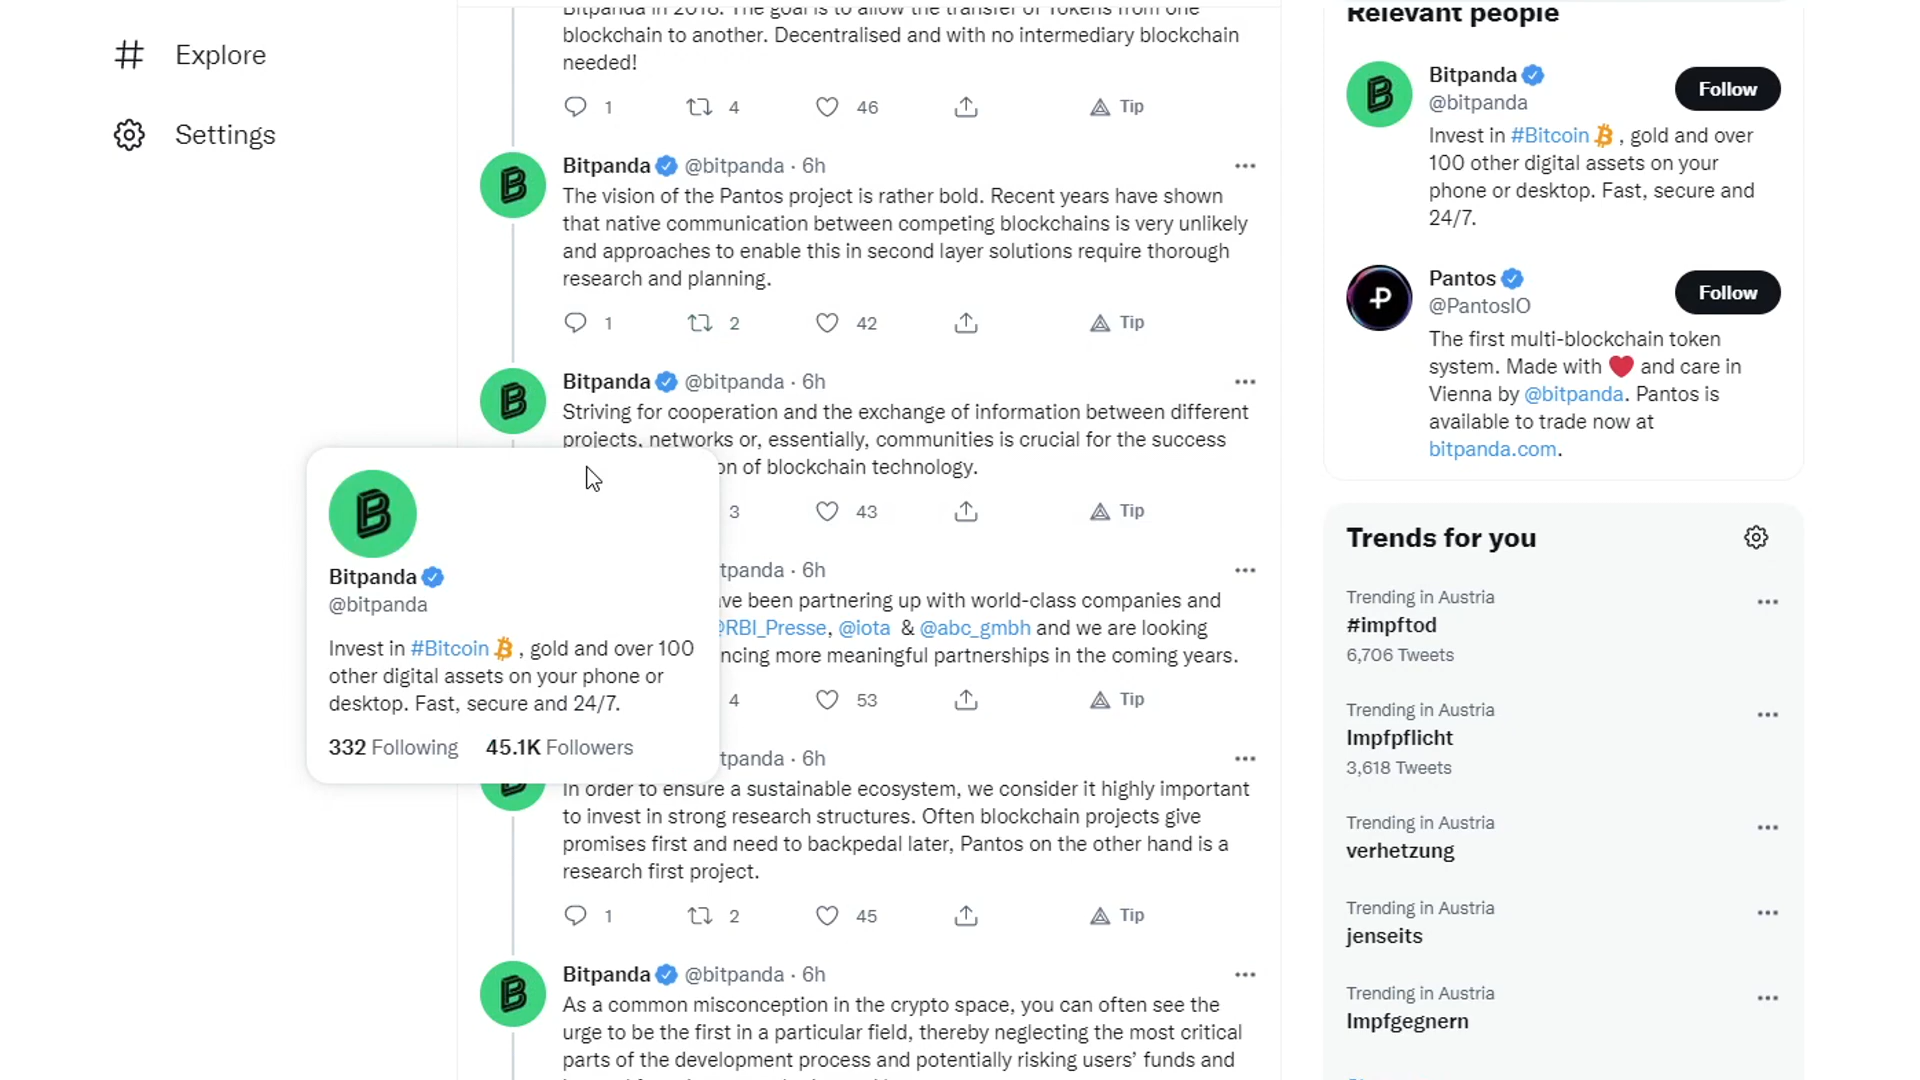 Explore
Settings
Bitpanda in 2018. The goal is to allow the transfer of Tokens from one
blockchain to another. Decentralised and with no intermediary blockchain
needed!
1 4 46 Tip
Bitpanda @bitpanda · 6h
The vision of the Pantos project is rather bold. Recent years have shown
that native communication between competing blockchains is very unlikely
and approaches to enable this in second layer solutions require thorough
research and planning.
1 2 42 Tip
Bitpanda @bitpanda · 6h
Striving for cooperation and the exchange of information between different
projects, networks or, essentially, communities is crucial for the success
on of blockchain technology.
3 43 Tip
tpanda · 6h
ve been partnering up with world-class companies and
@RBI_Presse, @iota & @abc_gmbh and we are looking
ncing more meaningful partnerships in the coming years.
4 53 Tip
tpanda · 6h
In order to ensure a sustainable ecosystem, we consider it highly important
to invest in strong research structures. Often blockchain projects give
promises first and need to backpedal later, Pantos on the other hand is a
research first project.
1 2 45 Tip
Bitpanda @bitpanda · 6h
As a common misconception in the crypto space, you can often see the
urge to be the first in a particular field, thereby neglecting the most critical
parts of the development process and potentially risking users’ funds and
Bitpanda
@bitpanda
Invest in #Bitcoin , gold and over 100
other digital assets on your phone or
desktop. Fast, secure and 24/7.
332 Following 45.1K Followers
Relevant people
Bitpanda
@bitpanda
Follow
Invest in #Bitcoin , gold and over
100 other digital assets on your
phone or desktop. Fast, secure and
24/7.
Pantos
@PantosIO
Follow
The first multi-blockchain token
system. Made with and care in
Vienna by @bitpanda. Pantos is
available to trade now at
bitpanda.com.
Trends for you
Trending in Austria
#impftod
6,706 Tweets
Trending in Austria
Impfpflicht
3,618 Tweets
Trending in Austria
verhetzung
Trending in Austria
jenseits
Trending in Austria
Impfgegnern